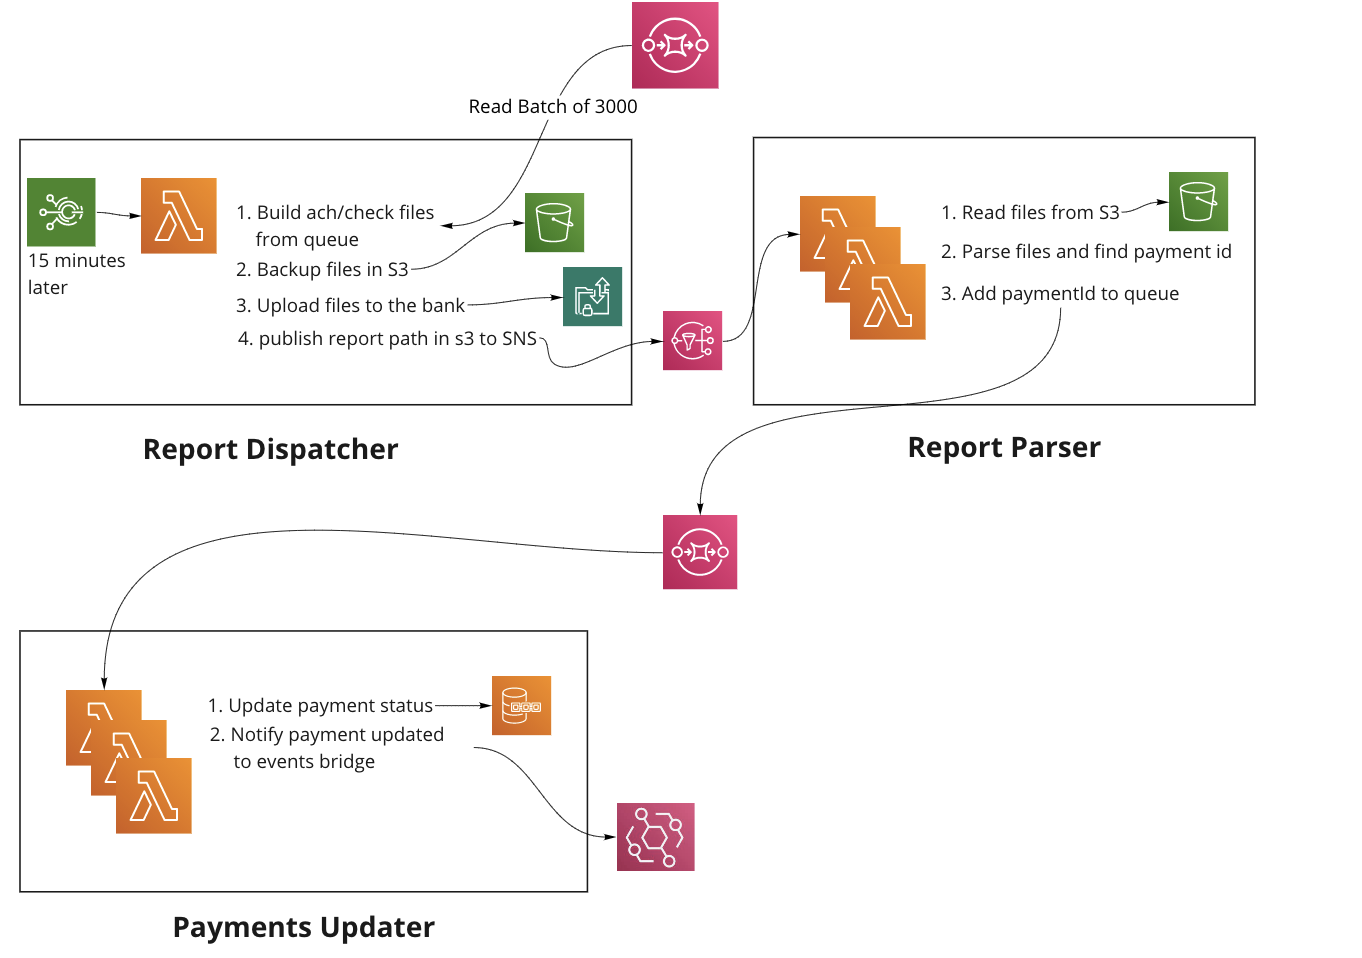 Read Batch of 3000
15 minutes
later
1. Build ach/check files
from queue
2. Backup files in S3
3. Upload files to the bank
4. publish report path in s3 to SNS
Report Dispatcher
1. Read files from S3
2. Parse files and find payment id
3. Add paymentId to queue
Report Parser
1. Update payment status
2. Notify payment updated
to events bridge
Payments Updater